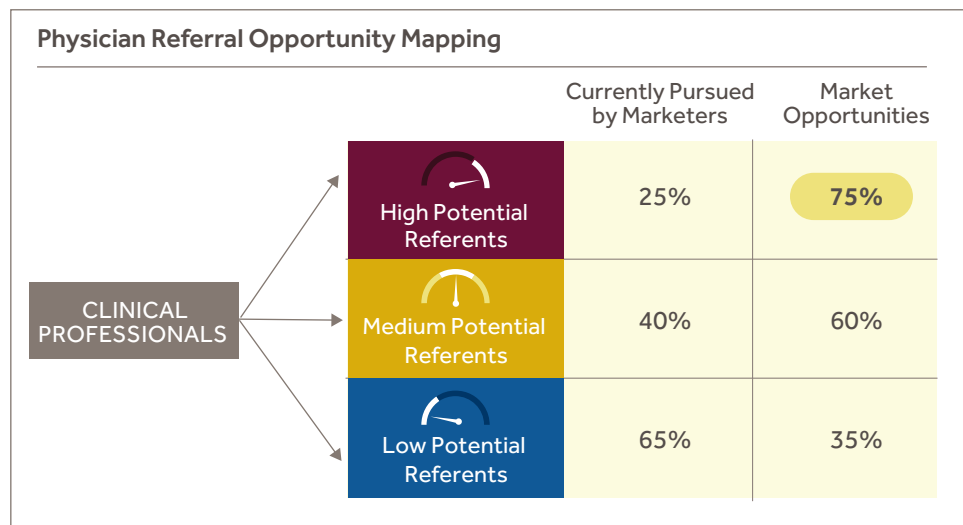 Physician Referral Opportunity Mapping
Currently Pursued
by Marketers
Market
Opportunities
CLINICAL
PROFESSIONALS
High Potential
Referents
25%
75%
Medium Potential
Referents
40%
60%
Low Potential
Referents
65%
35%